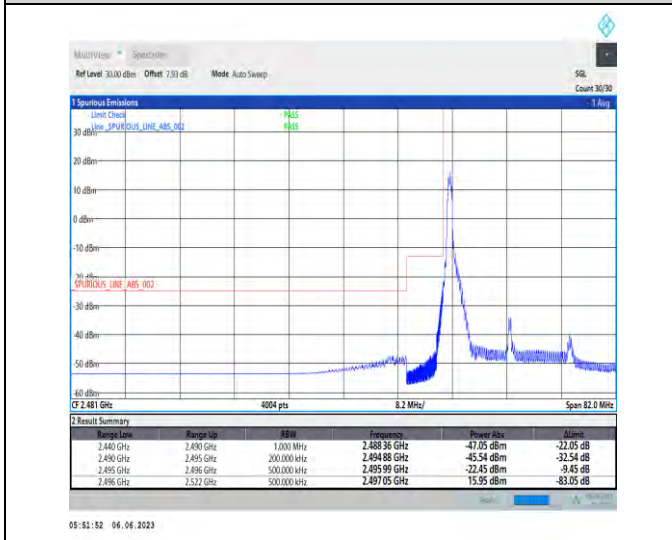 MultiView Spectrum
Ref Level 30.00 dBm Offset 7.93 dB Mode Auto Sweep SGL
Count 30/30
1 Spurious Emissions 1 Avg
Limit Check PASS
Line _SPURIOUS_LINE_ABS_002 PASS
30 dBm
20 dBm
10 dBm
0 dBm
-10 dBm
-20 dBm
_SPURIOUS_LINE_ABS_002
-30 dBm
-40 dBm
-50 dBm
-60 dBm
CF 2.481 GHz 4004 pts 8.2 MHz/ Span 82.0 MHz
2 Result Summary
Range Low Range Up RBW Frequency Power Abs ΔLimit
2.440 GHz 2.490 GHz 1.000 MHz 2.488 36 GHz -47.05 dBm -22.05 dB
2.490 GHz 2.495 GHz 200.000 kHz 2.494 88 GHz -45.54 dBm -32.54 dB
2.495 GHz 2.496 GHz 500.000 kHz 2.495 99 GHz -22.45 dBm -9.45 dB
2.496 GHz 2.522 GHz 500.000 kHz 2.497 05 GHz 15.95 dBm -83.05 dB
05:51:52 06.06.2023